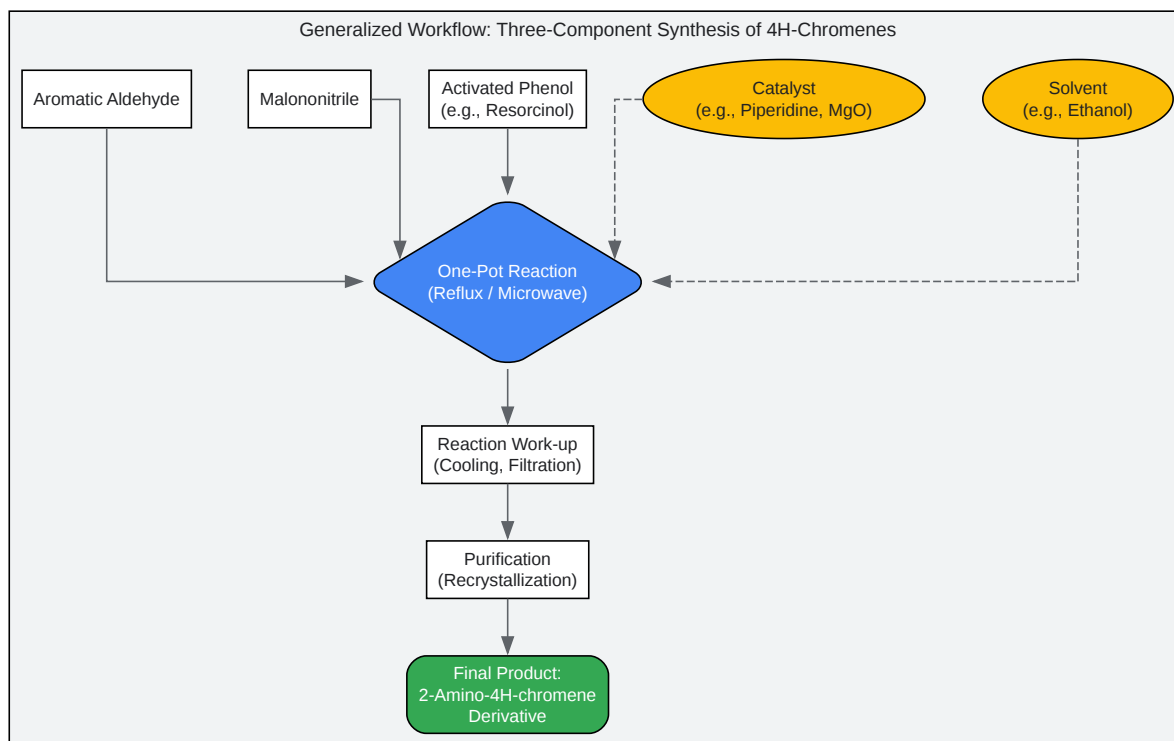 Generalized Workflow: Three-Component Synthesis of 4H-Chromenes
Aromatic Aldehyde
Malononitrile
Activated Phenol
(e.g., Resorcinol)
Catalyst
(e.g., Piperidine, MgO)
Solvent
(e.g., Ethanol)
One-Pot Reaction
(Reflux / Microwave)
Reaction Work-up
(Cooling, Filtration)
Purification
(Recrystallization)
Final Product:
2-Amino-4H-chromene
Derivative